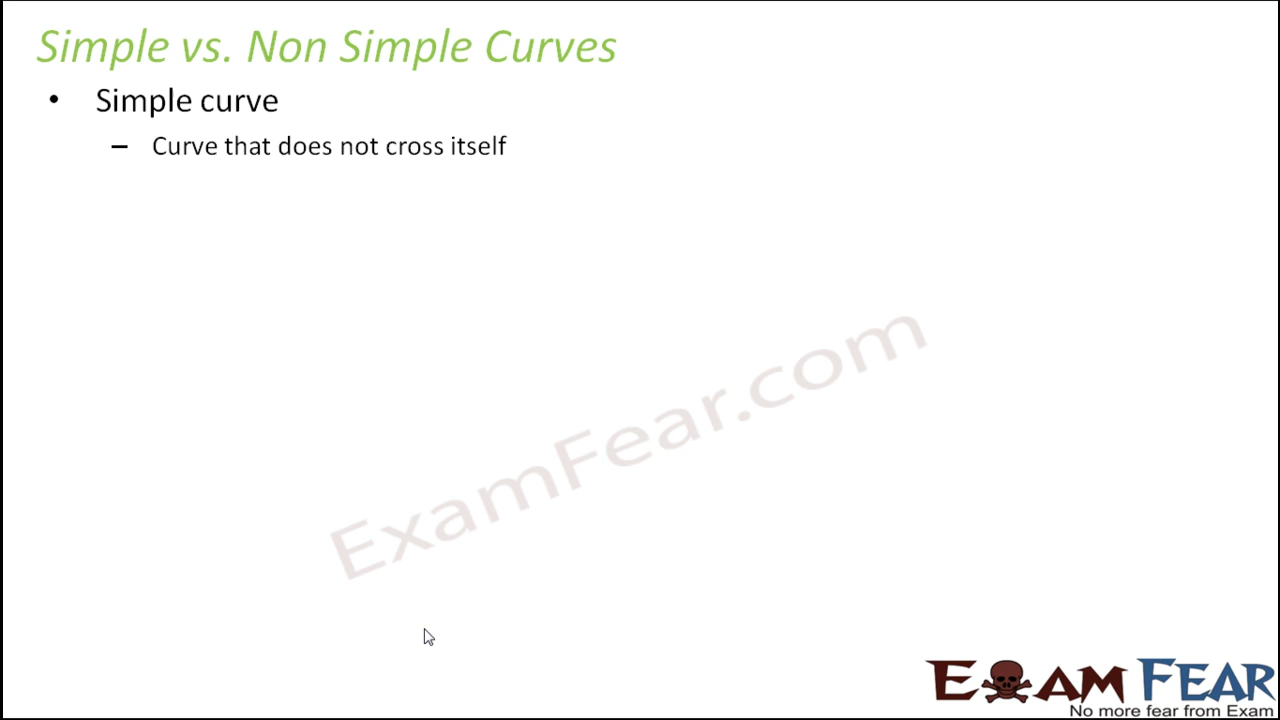 Simple vs. Non Simple Curves
• Simple curve
– Curve that does not cross itself
ExamFear.com
EXAM FEAR
No more fear from Exam